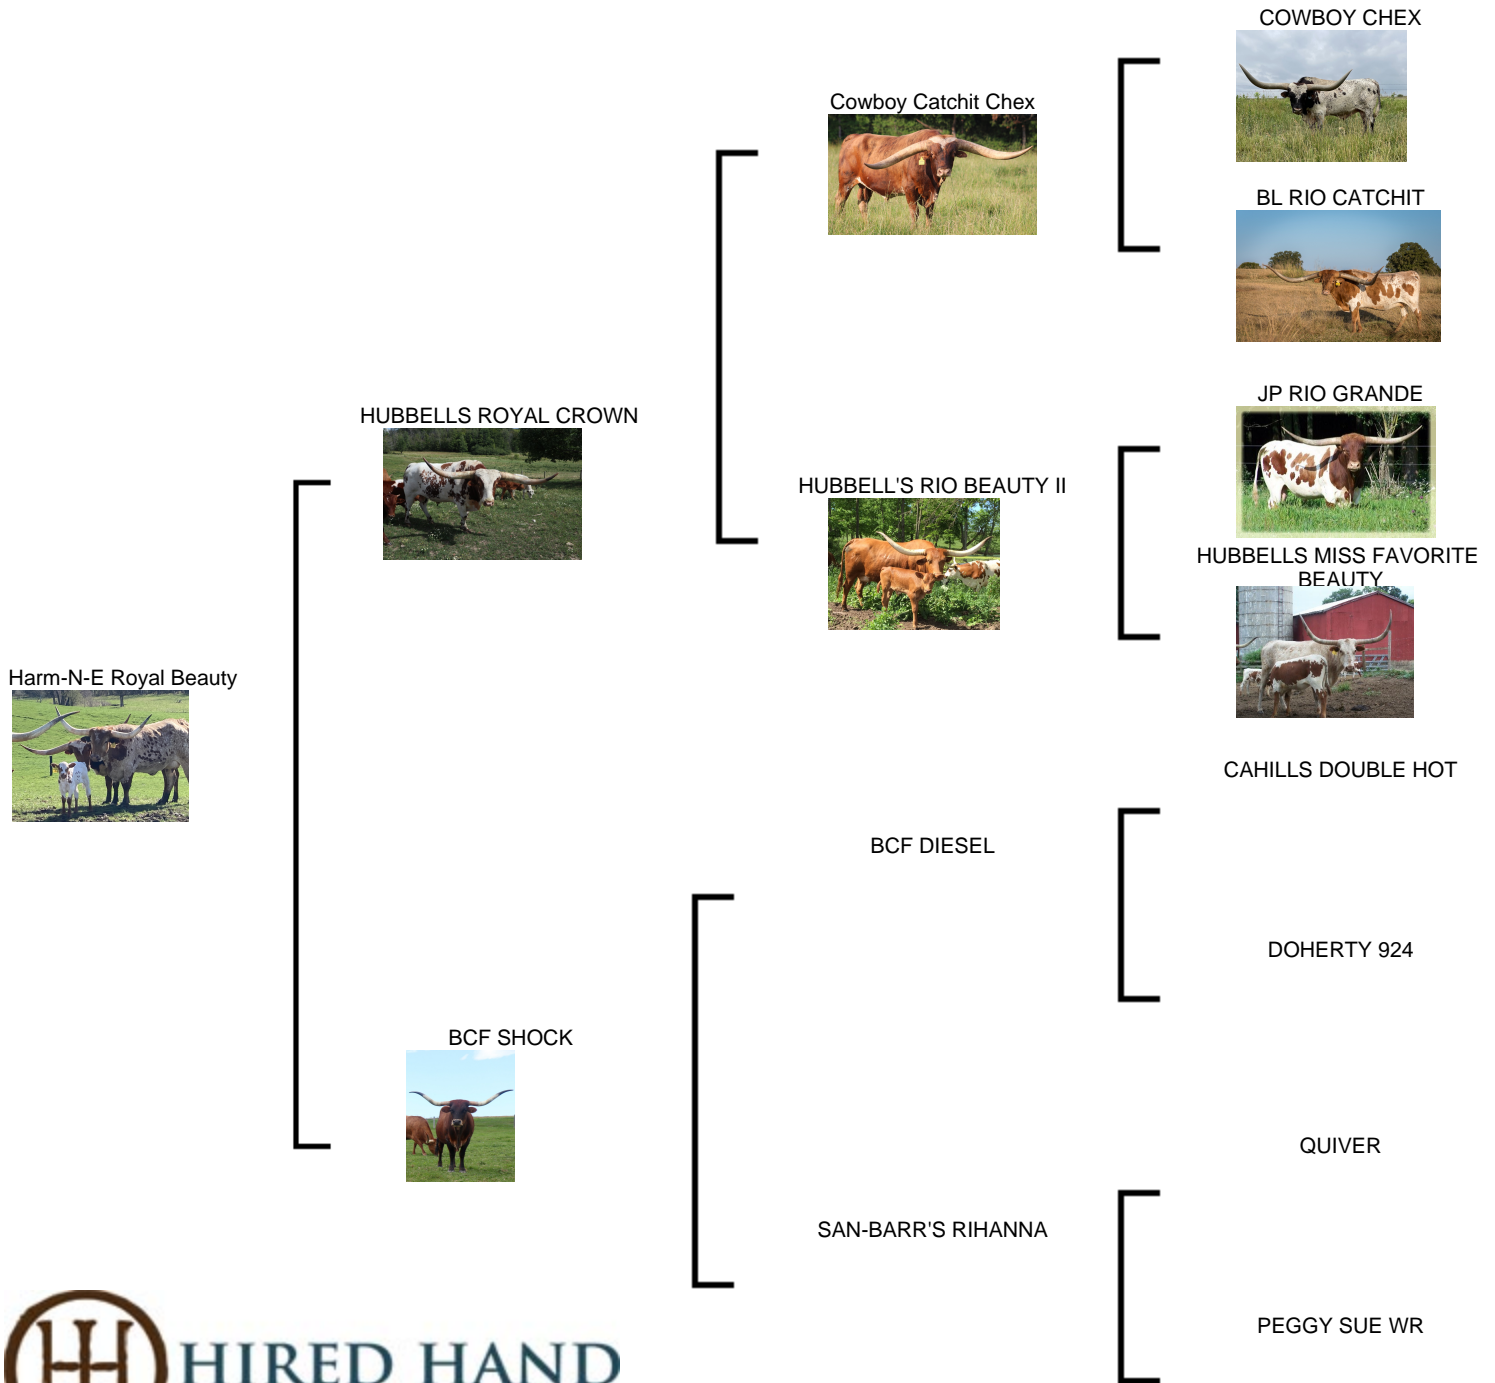 COWBOY CHEX
Cowboy Catchit Chex
BL RIO CATCHIT
HUBBELLS ROYAL CROWN
JP RIO GRANDE
HUBBELL'S RIO BEAUTY II
HUBBELLS MISS FAVORITE
BEAUTY
Harm-N-E Royal Beauty
CAHILLS DOUBLE HOT
BCF DIESEL
DOHERTY 924
BCF SHOCK
QUIVER
SAN-BARR'S RIHANNA
PEGGY SUE WR
HIRED HAND